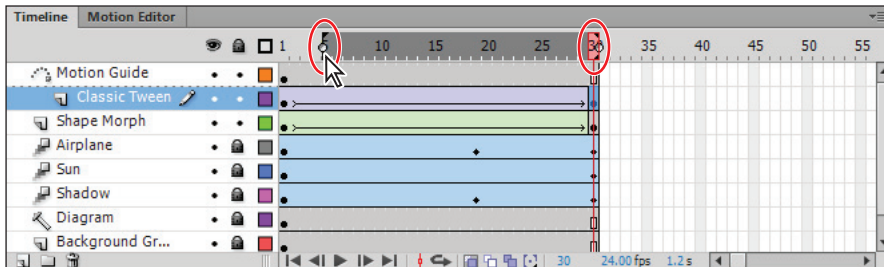 Timeline Motion Editor
1 5 10 15 20 25 30 35 40 45 50 55
Motion Guide
Classic Tween
Shape Morph
Airplane
Sun
Shadow
Diagram
Background Gr...
30 24.00 fps 1.2 s